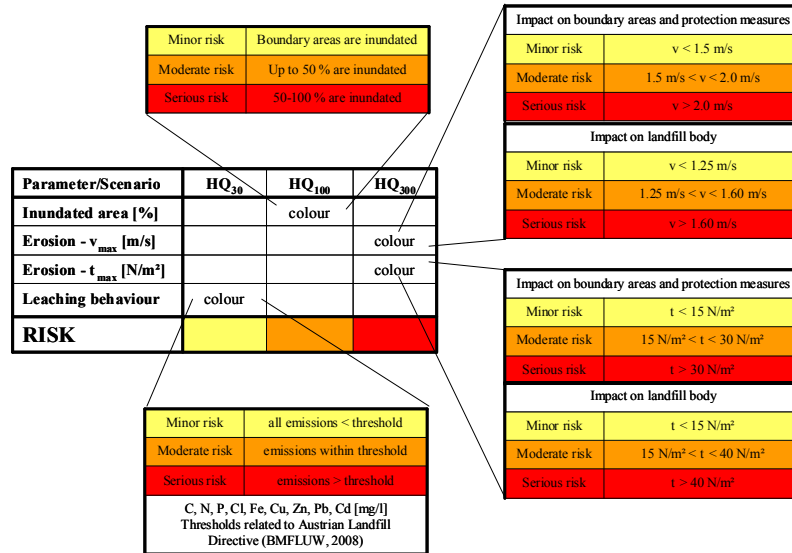 Minor risk Boundary areas are inundated
Moderate risk Up to 50 % are inundated
Serious risk 50-100 % are inundated
Impact on boundary areas and protection measures
Minor risk v < 1.5 m/s
Moderate risk 1.5 m/s < v < 2.0 m/s
Serious risk v > 2.0 m/s
Impact on landfill body
Minor risk v < 1.25 m/s
Moderate risk 1.25 m/s < v < 1.60 m/s
Serious risk v > 1.60 m/s
Parameter/Scenario HQ30 HQ100 HQ300
Inundated area [%] colour
Erosion - vmax [m/s] colour
Erosion - tmax [N/m²] colour
Leaching behaviour colour
RISK
Impact on boundary areas and protection measures
Minor risk t < 15 N/m²
Moderate risk 15 N/m² < t < 30 N/m²
Serious risk t > 30 N/m²
Impact on landfill body
Minor risk t < 15 N/m²
Moderate risk 15 N/m² < t < 40 N/m²
Serious risk t > 40 N/m²
Minor risk all emissions < threshold
Moderate risk emissions within threshold
Serious risk emissions > threshold
C, N, P, Cl, Fe, Cu, Zn, Pb, Cd [mg/l]
Thresholds related to Austrian Landfill
Directive (BMFLUW, 2008)